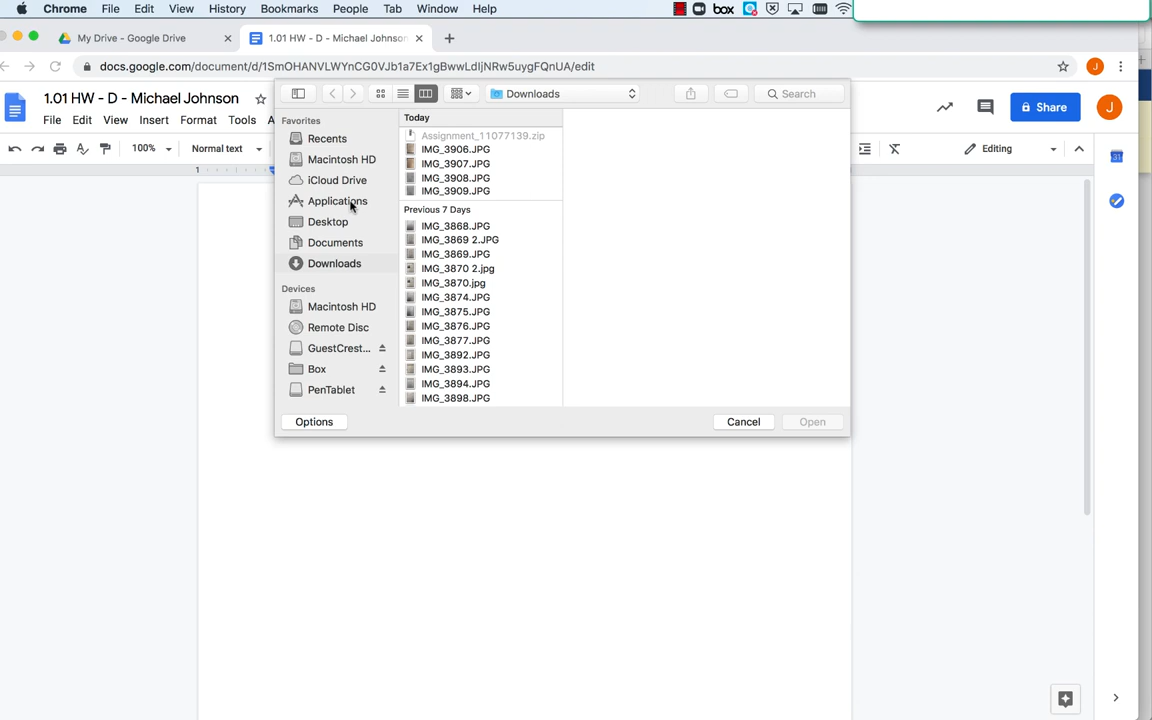 Chrome File Edit View History Bookmarks People Tab Window Help box
My Drive - Google Drive 1.01 HW - D - Michael Johnson
docs.google.com/document/d/1SmOHANVLWYnCG0VJb1a7Ex1gBwwLdIjNRw5uygFQnUA/edit J
1.01 HW - D - Michael Johnson Share J
File Edit View Insert Format Tools A
100% Normal text Editing
Downloads Search
1
Favorites
Recents
Macintosh HD
iCloud Drive
Applications
Desktop
Documents
Downloads
Devices
Macintosh HD
Remote Disc
GuestCrest...
Box
PenTablet
Today
Assignment_11077139.zip
IMG_3906.JPG
IMG_3907.JPG
IMG_3908.JPG
IMG_3909.JPG
Previous 7 Days
IMG_3868.JPG
IMG_3869 2.JPG
IMG_3869.JPG
IMG_3870 2.jpg
IMG_3870.jpg
IMG_3874.JPG
IMG_3875.JPG
IMG_3876.JPG
IMG_3877.JPG
IMG_3892.JPG
IMG_3893.JPG
IMG_3894.JPG
IMG_3898.JPG
Options Cancel Open
31